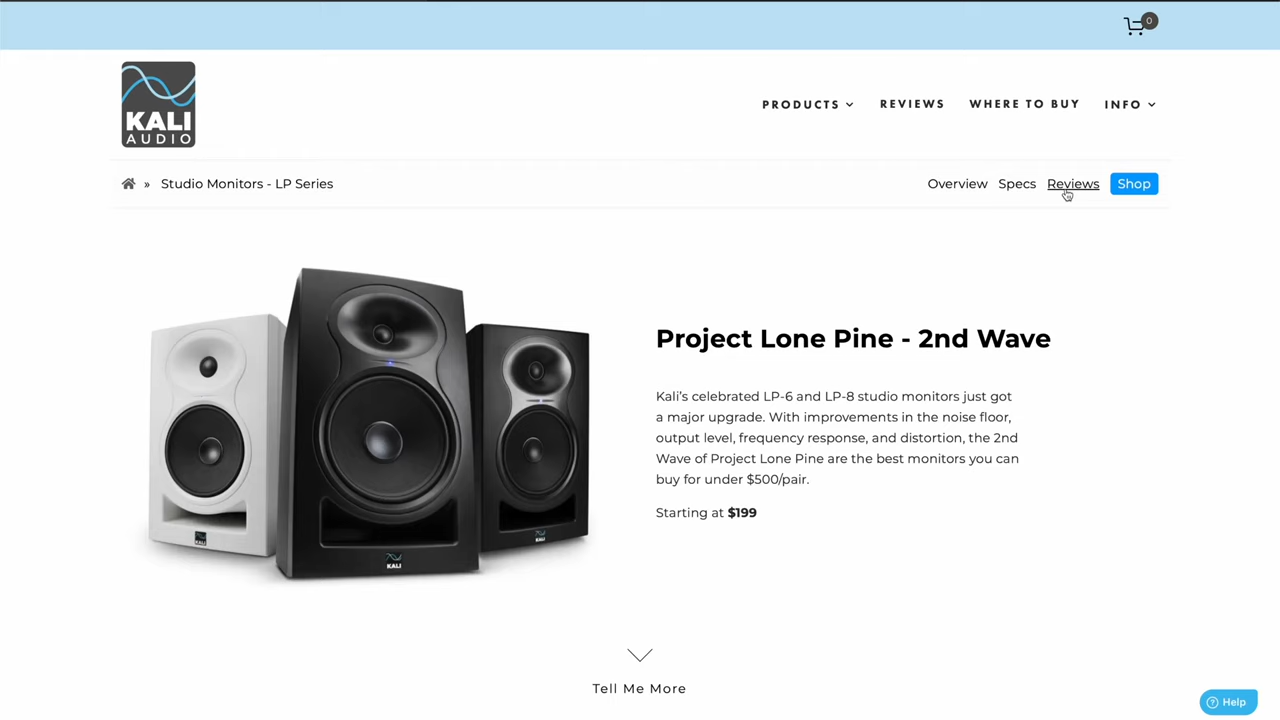 0
KALI
AUDIO
PRODUCTS
REVIEWS
WHERE TO BUY
INFO
» Studio Monitors - LP Series
Overview
Specs
Reviews
Shop
Project Lone Pine - 2nd Wave
Kali’s celebrated LP-6 and LP-8 studio monitors just got
a major upgrade. With improvements in the noise floor,
output level, frequency response, and distortion, the 2nd
Wave of Project Lone Pine are the best monitors you can
buy for under $500/pair.
Starting at $199
KALI
KALI
KALI
Tell Me More
Help